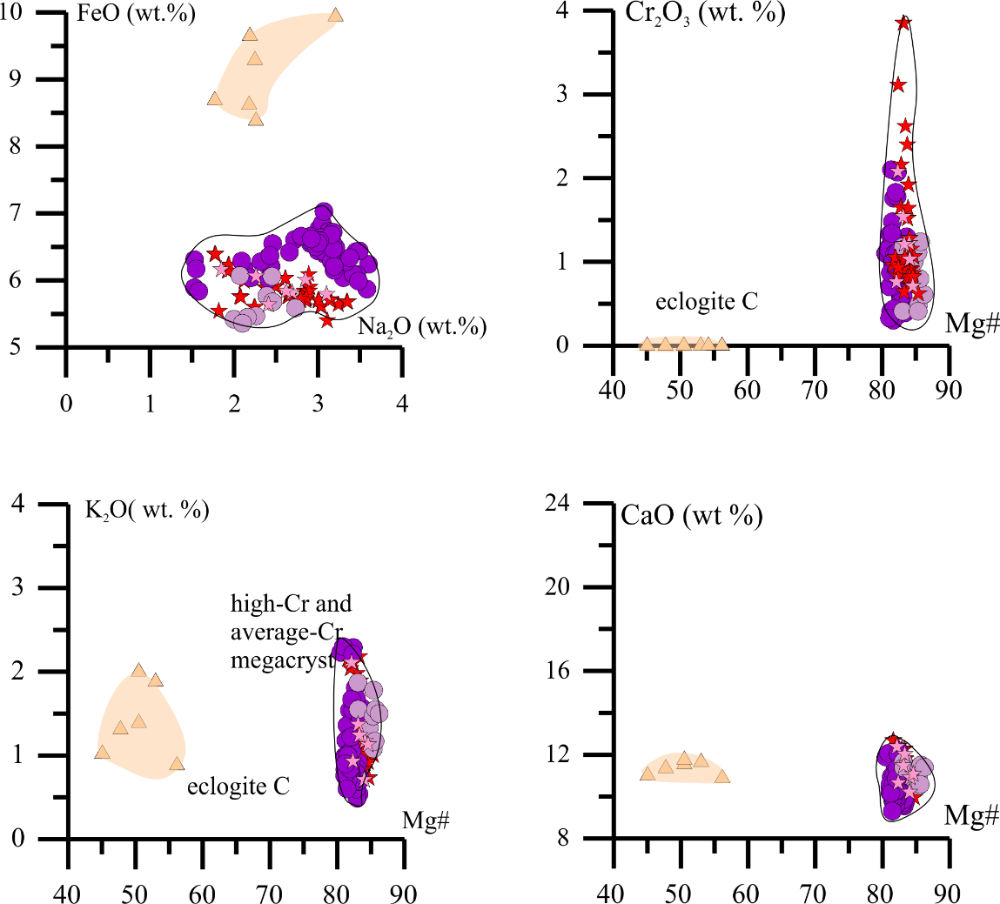 FeO (wt.%)
10
9
8
7
6
5
Na₂O (wt.%)
0 1 2 3 4
Cr₂O₃ (wt. %)
4
3
2
1
0
eclogite C
Mg#
40 50 60 70 80 90
K₂O( wt. %)
4
3
2
1
0
high-Cr and
average-Cr
megacryst
eclogite C
Mg#
40 50 60 70 80 90
CaO (wt %)
24
20
16
12
8
Mg#
40 50 60 70 80 90